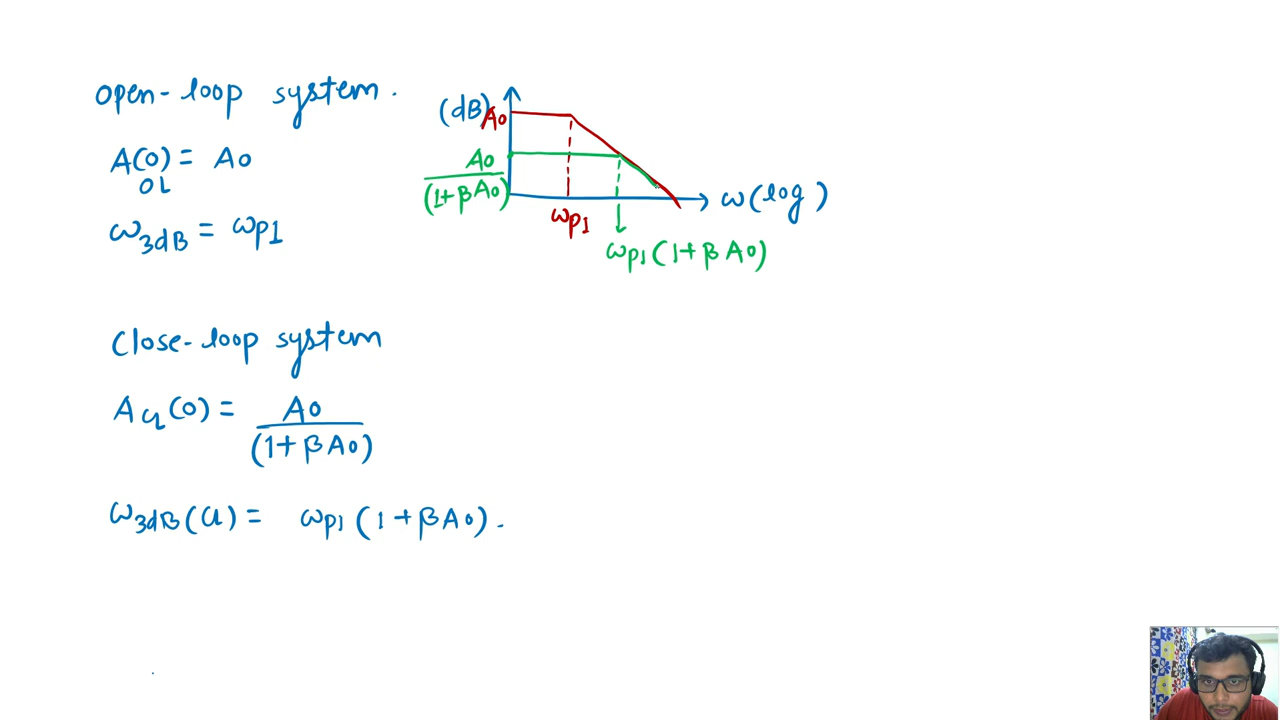 open-loop system.
A(0) = A0
OL
ω3dB = ωp1
(dB)
A0
A0
(1+βA0)
ω(log)
ωp1
ωp1(1+βA0)
Close-loop system
ACL(0) = A0
(1+βA0)
ω3dB(CL) = ωp1(1+βA0).